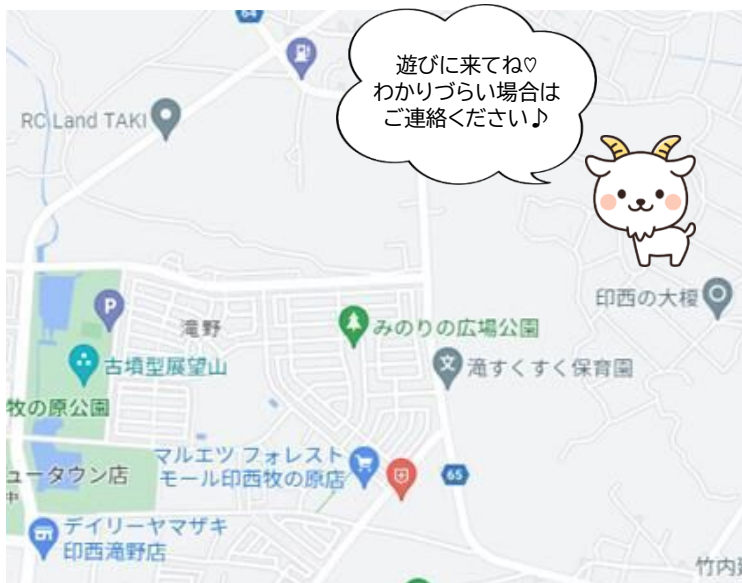 64
遊びに来てね♡
わかりづらい場合は
ご連絡ください♪
RC Land TAKI
印西の大榎
P
滝野
みのりの広場公園
古墳型展望山
文
滝すくすく保育園
牧の原公園
マルエツ フォレスト
モール印西牧の原店
65
ュータウン店
中
デイリーヤマザキ
印西滝野店
竹内